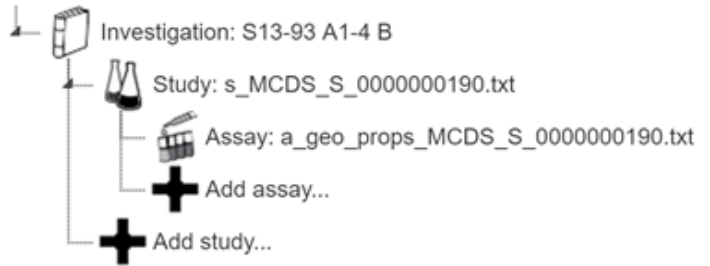 Investigation: S13-93 A1-4 B
Study: s_MCDS_S_0000000190.txt
Assay: a_geo_props_MCDS_S_0000000190.txt
Add assay...
Add study...